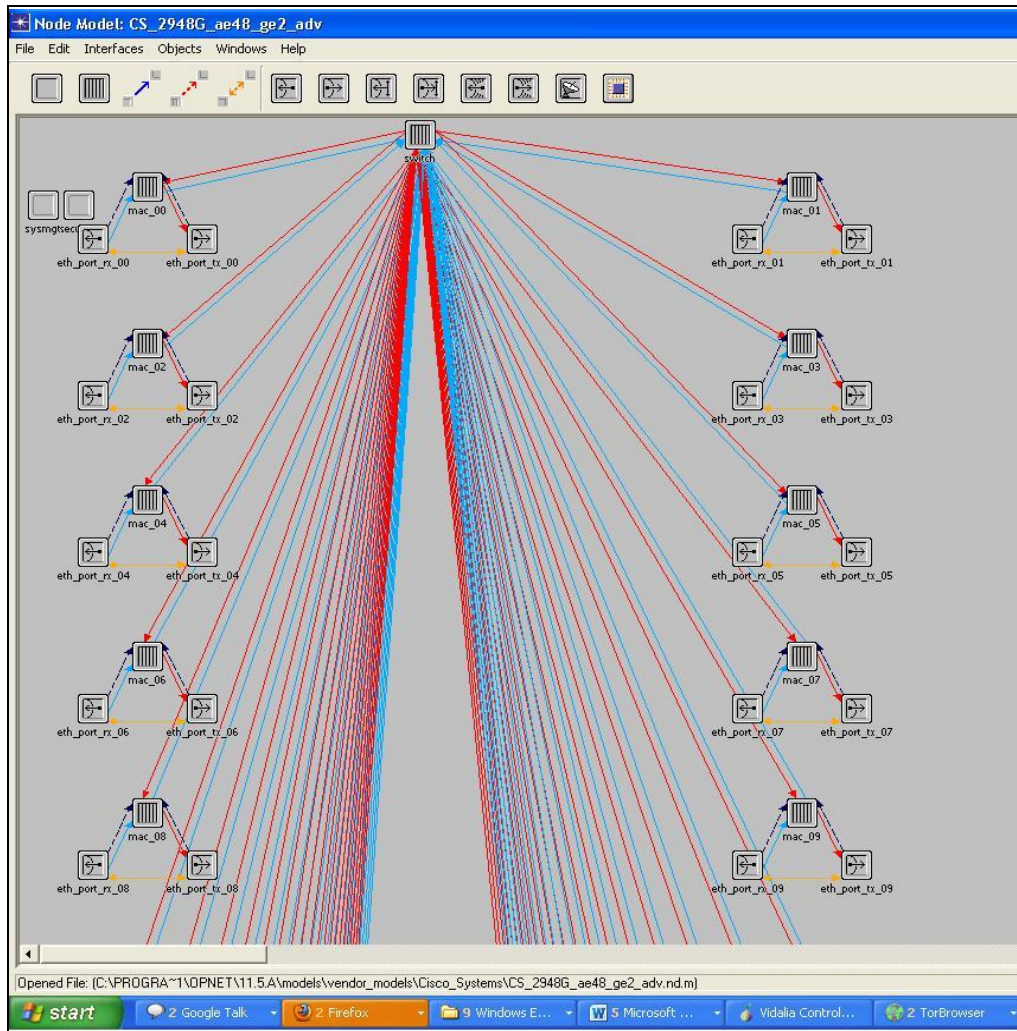 Node Model: CS_2948G_ae48_ge2_adv
File Edit Interfaces Objects Windows Help
switch
mac_00
mac_01
sysmgtsecu
eth_port_rx_00 eth_port_tx_00
eth_port_rx_01 eth_port_tx_01
mac_02
mac_03
eth_port_rx_02 eth_port_tx_02
eth_port_rx_03 eth_port_tx_03
mac_04
mac_05
eth_port_rx_04 eth_port_tx_04
eth_port_rx_05 eth_port_tx_05
mac_06
mac_07
eth_port_rx_06 eth_port_tx_06
eth_port_rx_07 eth_port_tx_07
mac_08
mac_09
eth_port_rx_08 eth_port_tx_08
eth_port_rx_09 eth_port_tx_09
Opened File: (C:\PROGRA~1\OPNET\11.5.A\models\vendor_models\Cisco_Systems\CS_2948G_ae48_ge2_adv.nd.m)
start 2 Google Talk 2 Firefox 9 Windows E... 5 Microsoft ... Vidalia Control... 2 TorBrowser